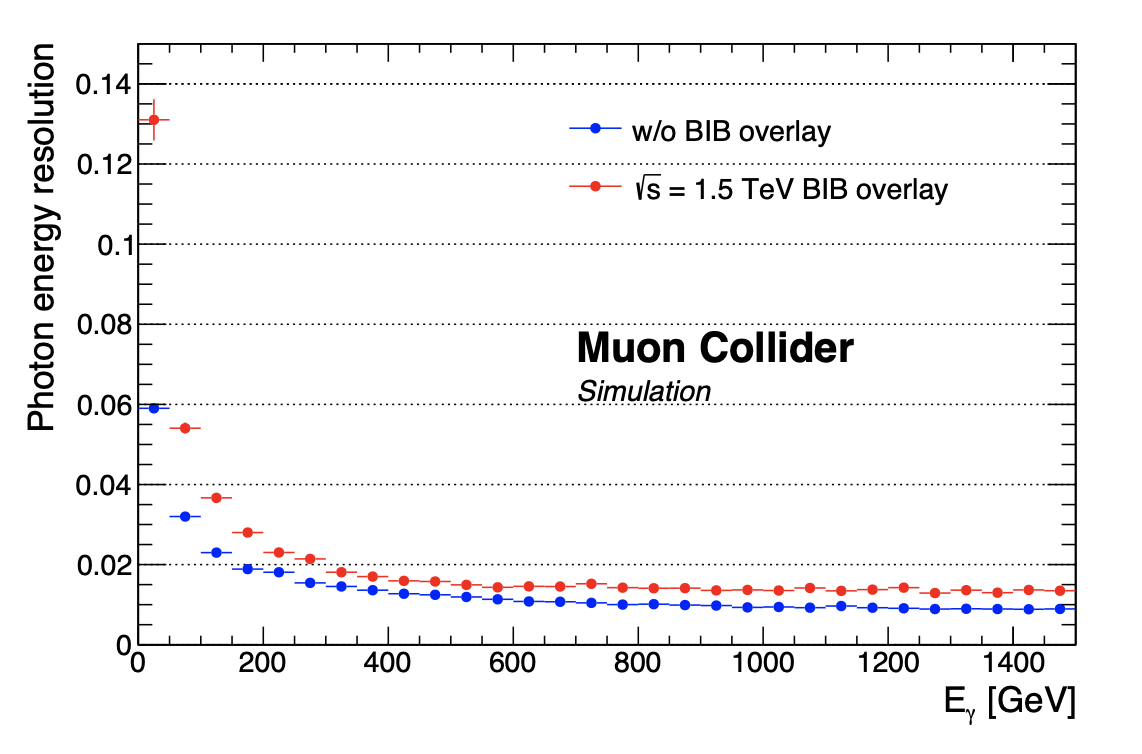 Photon energy resolution
0.14
0.12
0.1
0.08
0.06
0.04
0.02
0
w/o BIB overlay
√s = 1.5 TeV BIB overlay
Muon Collider
Simulation
0 200 400 600 800 1000 1200 1400
Eγ [GeV]